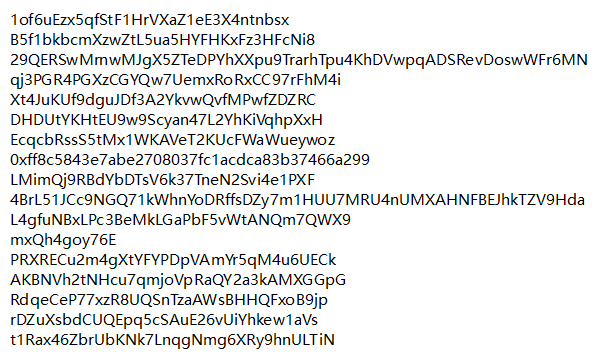 1of6uEzx5qfStF1HrVXaZ1eE3X4ntnbsx
B5f1bkbcmXzwZtL5ua5HYFHKxFz3HFcNi8
29QERSwMmwMJgX5ZTeDPYhXXpu9TrarhTpu4KhDVwpqADSRevDoswWFr6MN
qj3PGR4PGXzCGYQw7UemxRoRxCC97rFhM4i
Xt4JuKUf9dguJDf3A2YkvwQvfMPwfZDZRC
DHDUtYKHtEU9w9Scyan47L2YhKiVqhpXxH
EcqcbRssS5tMx1WKAVeT2KUcFWaWueywoz
0xff8c5843e7abe2708037fc1acdca83b37466a299
LMimQj9RBdYbDTsV6k37TneN2Svi4e1PXF
4BrL51JCc9NGQ71kWhnYoDRffsDZy7m1HUU7MRU4nUMXAHNFBEJhkTZV9Hda
L4gfuNBxLPc3BeMkLGaPbF5vWtANQm7QWX9
mxQh4goy76E
PRXRECu2m4gXtYFYPDpVAmYr5qM4u6UECk
AKBNVh2tNHcu7qmjoVpRaQY2a3kAMXGGpG
RdqeCeP77xzR8UQSnTzaAWsBHHQFxoB9jp
rDZuXsbdCUQEpq5cSAuE26vUiYhkew1aVs
t1Rax46ZbrUbKNk7LnqgNmg6XRy9hnULTiN